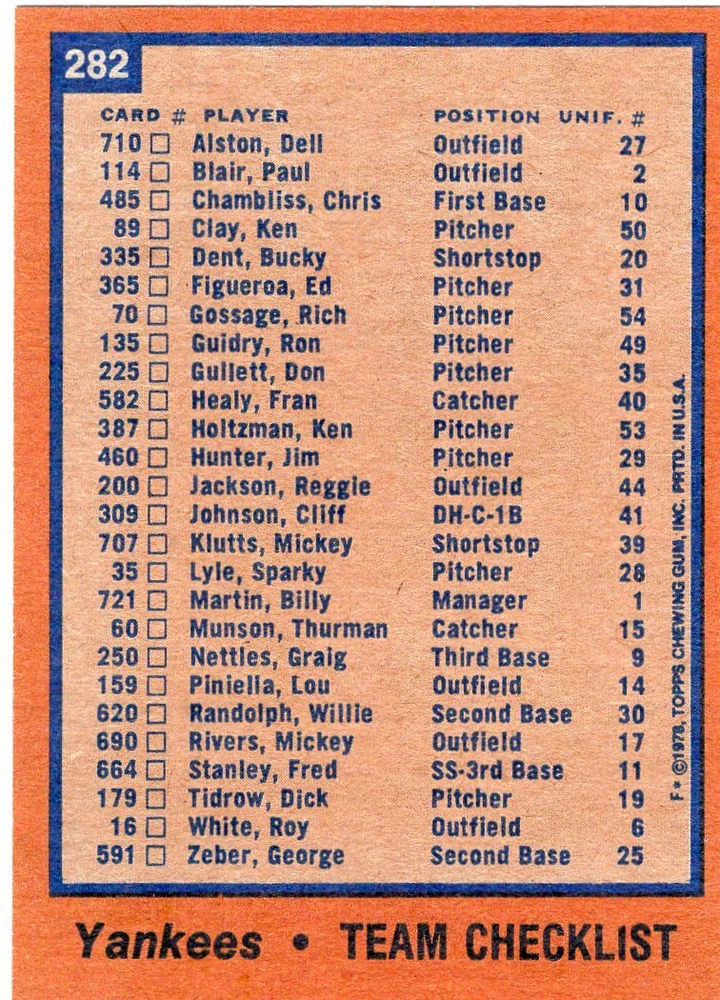 282
CARD # PLAYER POSITION UNIF. #
710 Alston, Dell Outfield 27
114 Blair, Paul Outfield 2
485 Chambliss, Chris First Base 10
89 Clay, Ken Pitcher 50
335 Dent, Bucky Shortstop 20
365 Figueroa, Ed Pitcher 31
70 Gossage, Rich Pitcher 54
135 Guidry, Ron Pitcher 49
225 Gullett, Don Pitcher 35
582 Healy, Fran Catcher 40
387 Holtzman, Ken Pitcher 53
460 Hunter, Jim Pitcher 29
200 Jackson, Reggie Outfield 44
309 Johnson, Cliff DH-C-1B 41
707 Klutts, Mickey Shortstop 39
35 Lyle, Sparky Pitcher 28
721 Martin, Billy Manager 1
60 Munson, Thurman Catcher 15
250 Nettles, Graig Third Base 9
159 Piniella, Lou Outfield 14
620 Randolph, Willie Second Base 30
690 Rivers, Mickey Outfield 17
664 Stanley, Fred SS-3rd Base 11
179 Tidrow, Dick Pitcher 19
16 White, Roy Outfield 6
591 Zeber, George Second Base 25
F* ©1978, TOPPS CHEWING GUM, INC. PRTD. IN U.S.A.
Yankees • TEAM CHECKLIST